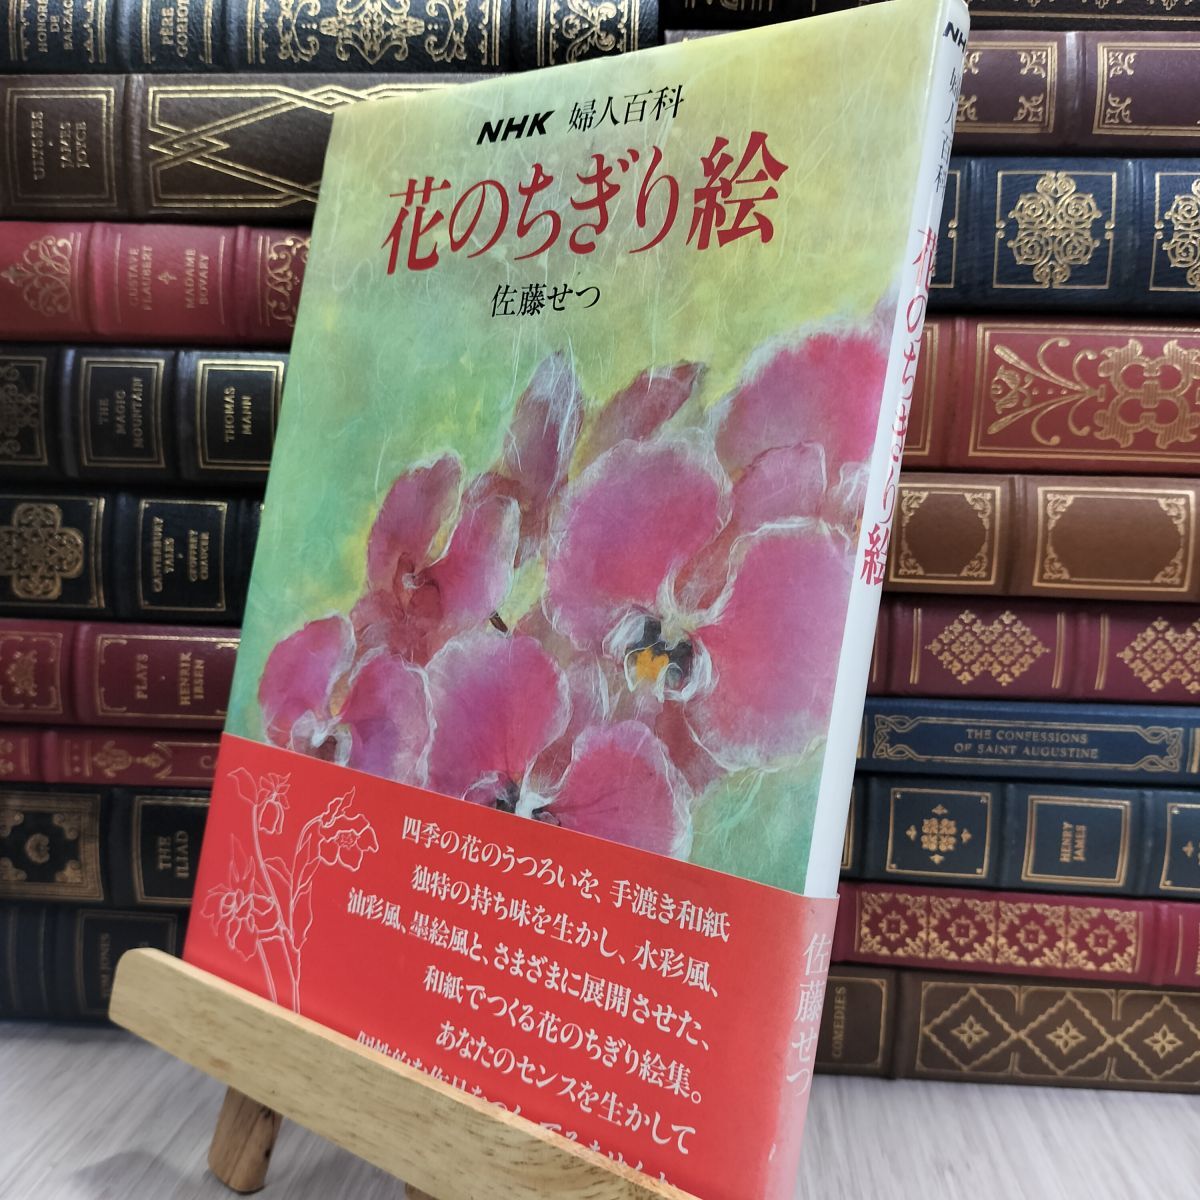 NHK 婦人百科
花のちぎり絵
佐藤せつ
四季の花のうつろいを、手漉き和紙
独特の持ち味を生かし、水彩風、
油彩風、墨絵風と、さまざまに展開させた、
和紙でつくる花のちぎり絵集。
あなたのセンスを生かして
NHK 婦人百科
花のちぎり絵
佐藤せつ
HONORÉ DE BALZAC
PÈRE GORIOT
ULYSSES
JAMES JOYCE
GUSTAVE FLAUBERT
MADAME BOVARY
THE MAGIC MOUNTAIN
THOMAS MANN
CANTERBURY TALES
GEOFFREY CHAUCER
PLAYS
HENRIK IBSEN
THE ILIAD
TOM JONES
THE CONFESSIONS
OF SAINT AUGUSTINE
HENRY JAMES
COMEDIES